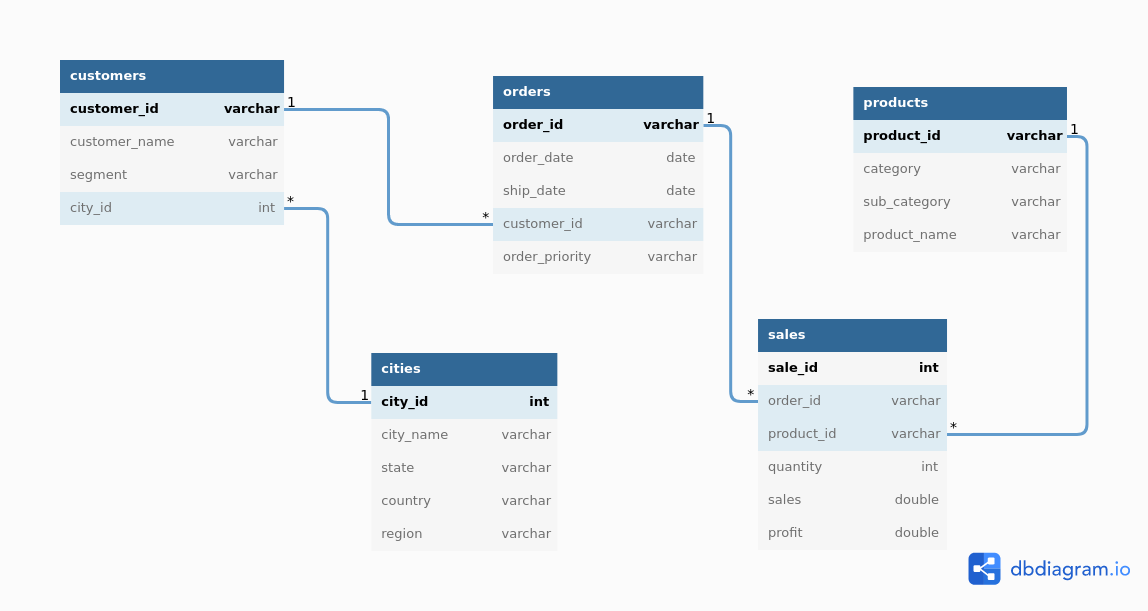 customers
customer_id varchar 1
customer_name varchar
segment varchar
city_id int *
orders
order_id varchar 1
order_date date
ship_date date
* customer_id varchar
order_priority varchar
products
product_id varchar 1
category varchar
sub_category varchar
product_name varchar
cities
1 city_id int
city_name varchar
state varchar
country varchar
region varchar
sales
sale_id int
* order_id varchar
product_id varchar *
quantity int
sales double
profit double
dbdiagram.io